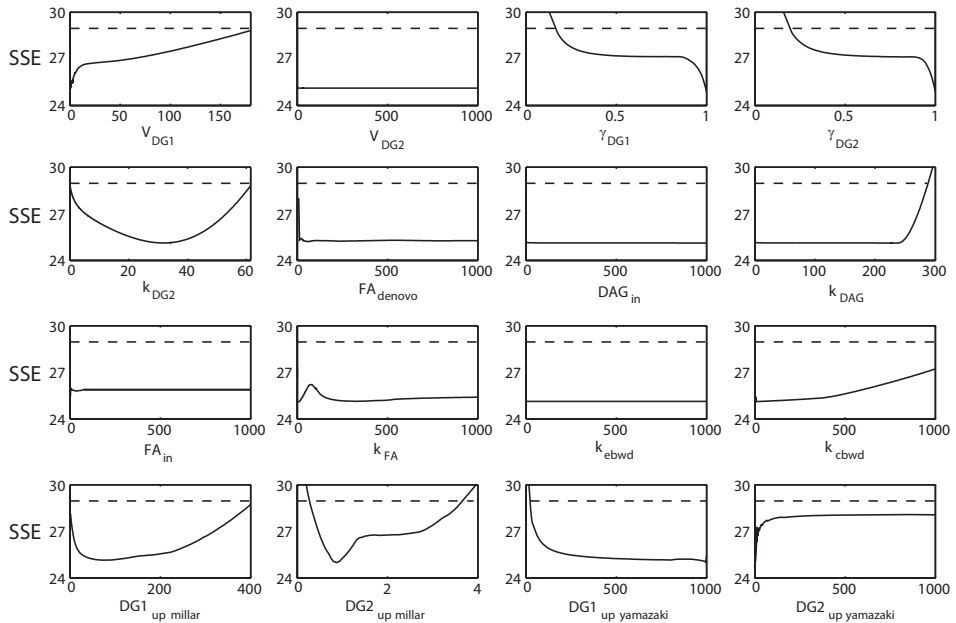 30
27
24
SSE
0 50 100 150
V DG1
30
27
24
0 500 1000
V DG2
30
27
24
0 0.5 1
γ DG1
30
27
24
0 0.5 1
γ DG2
30
27
24
SSE
0 20 40 60
k DG2
30
27
24
0 500 1000
FA denovo
30
27
24
0 500 1000
DAG in
30
27
24
0 100 200 300
k DAG
30
27
24
SSE
0 500 1000
FA in
30
27
24
0 500 1000
k FA
30
27
24
0 500 1000
k ebwd
30
27
24
0 500 1000
k cbwd
30
27
24
SSE
0 100 200 300 400
DG1 up millar
30
27
24
0 2 4
DG2 up millar
30
27
24
0 500 1000
DG1 up yamazaki
30
27
24
0 500 1000
DG2 up yamazaki